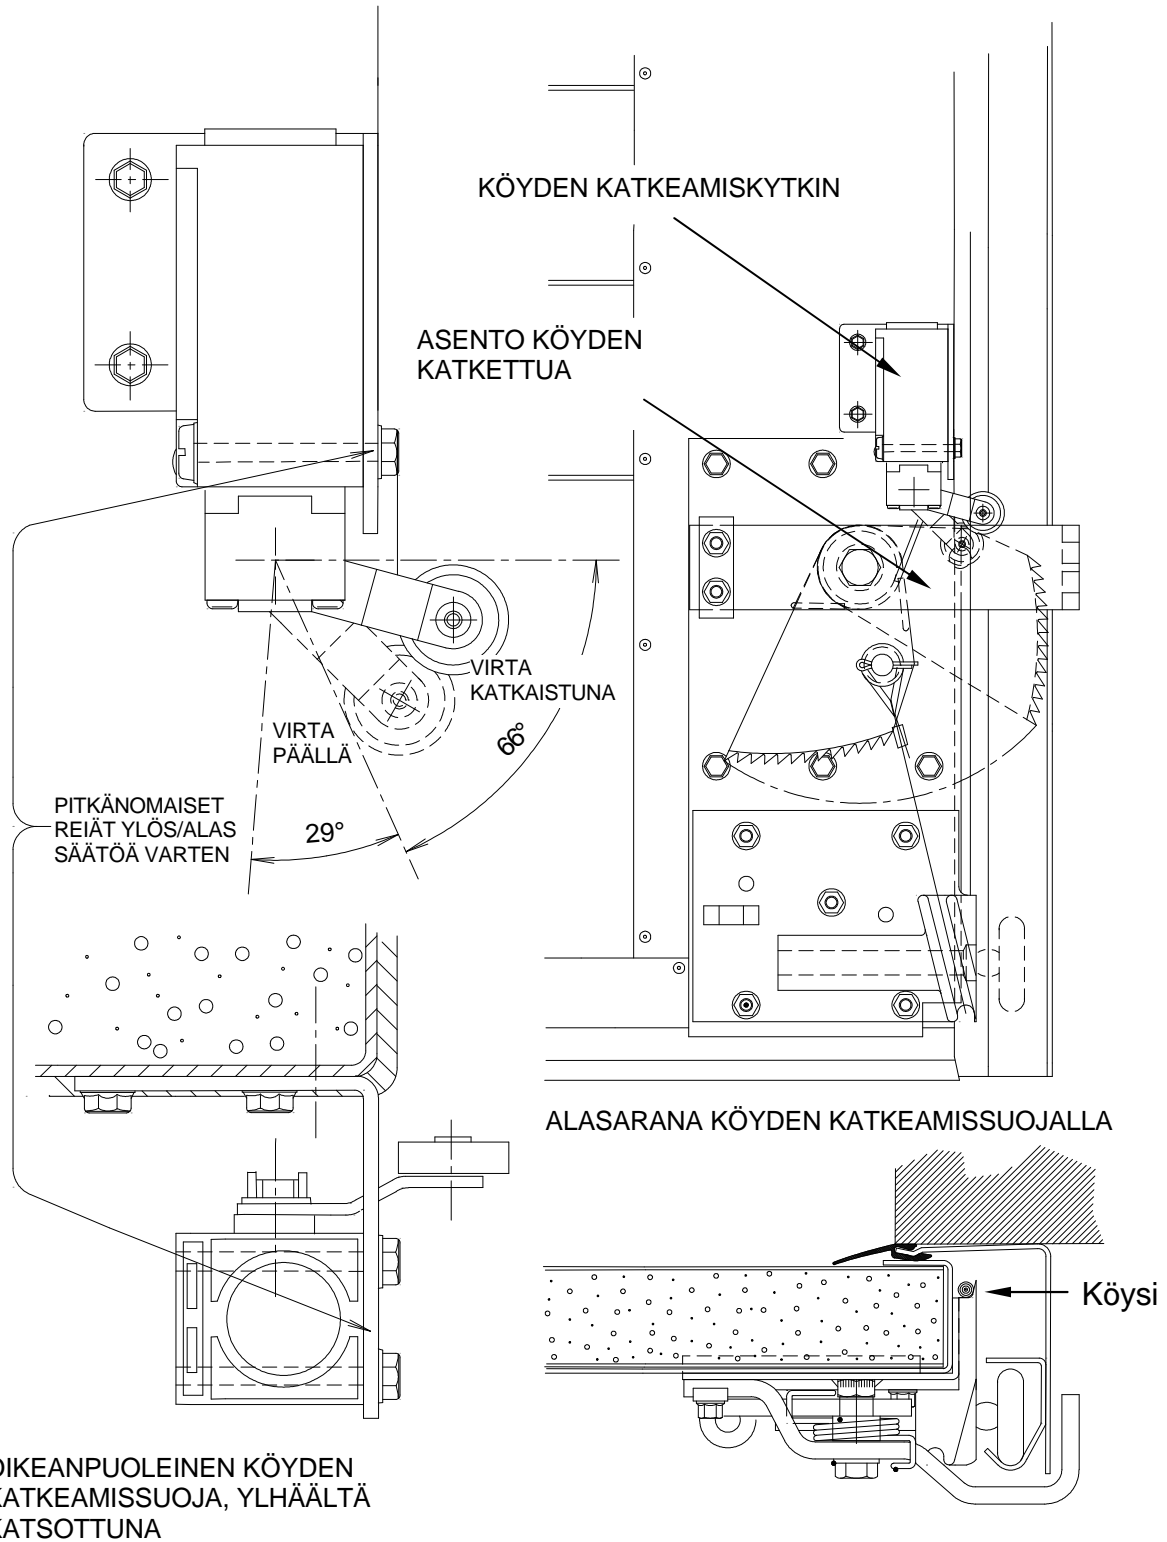 KÖYDEN KATKEAMISKYTKIN
ASENTO KÖYDEN
KATKETTUA
VIRTA
KATKAISTUNA
VIRTA
PÄÄLLÄ
66°
29°
PITKÄNOMAISET
REIÄT YLÖS/ALAS
SÄÄTÖÄ VARTEN
ALASARANA KÖYDEN KATKEAMISSUOJALLA
Köysi
OIKEANPUOLEINEN KÖYDEN
KATKEAMISSUOJA, YLHÄÄLTÄ
KATSOTTUNA